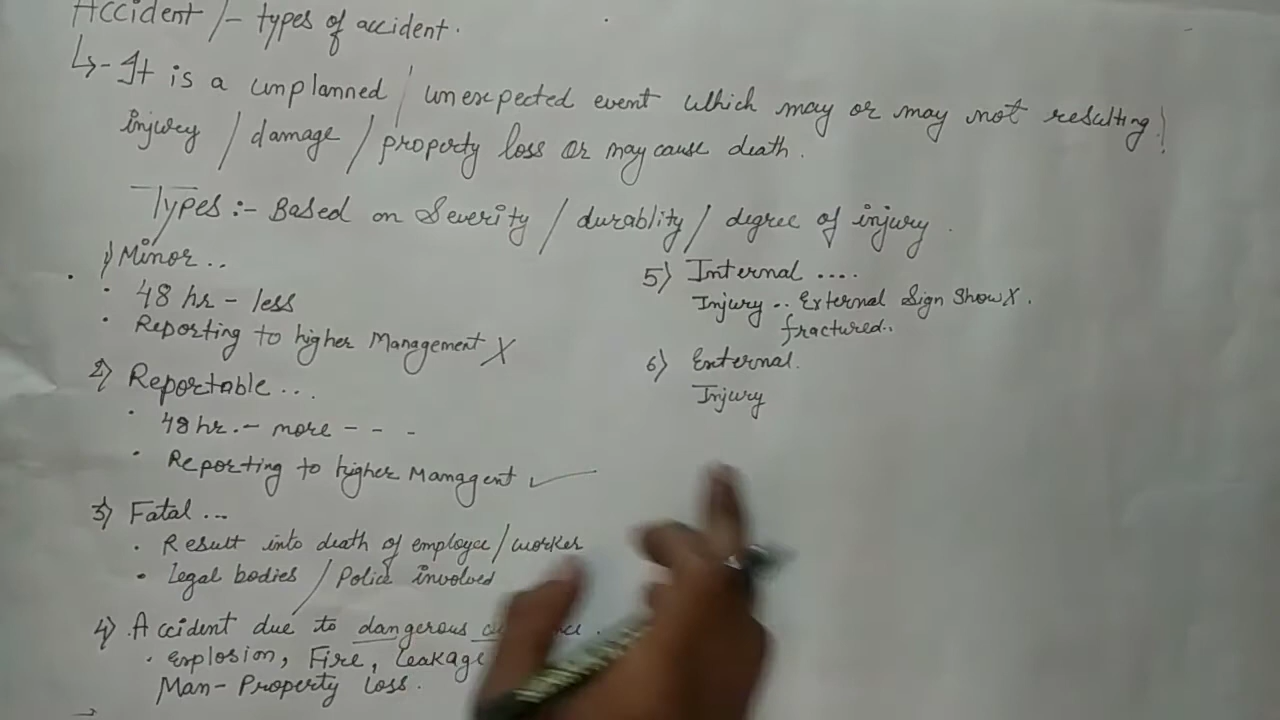 Accident /- types of accident.
↳- It is a unplanned / unexpected event which may or may not resulting /
injury / damage / property loss or may cause death.
Types :- Based on Severity / durablity / degree of injury.
1) Minor..
• 48 hr - less
• Reporting to higher Management X
2) Reportable ...
• 48 hr. - more - - -
• Reporting to higher Managent ✓
3) Fatal ...
• Result into death of employee/worker
• Legal bodies / Police involved
4) Accident due to dangerous
• Explosion, Fire, Leakage
Man- Property Loss.
5) Internal ....
Injury .. External Sign Show X.
fractured..
6) External.
Injury